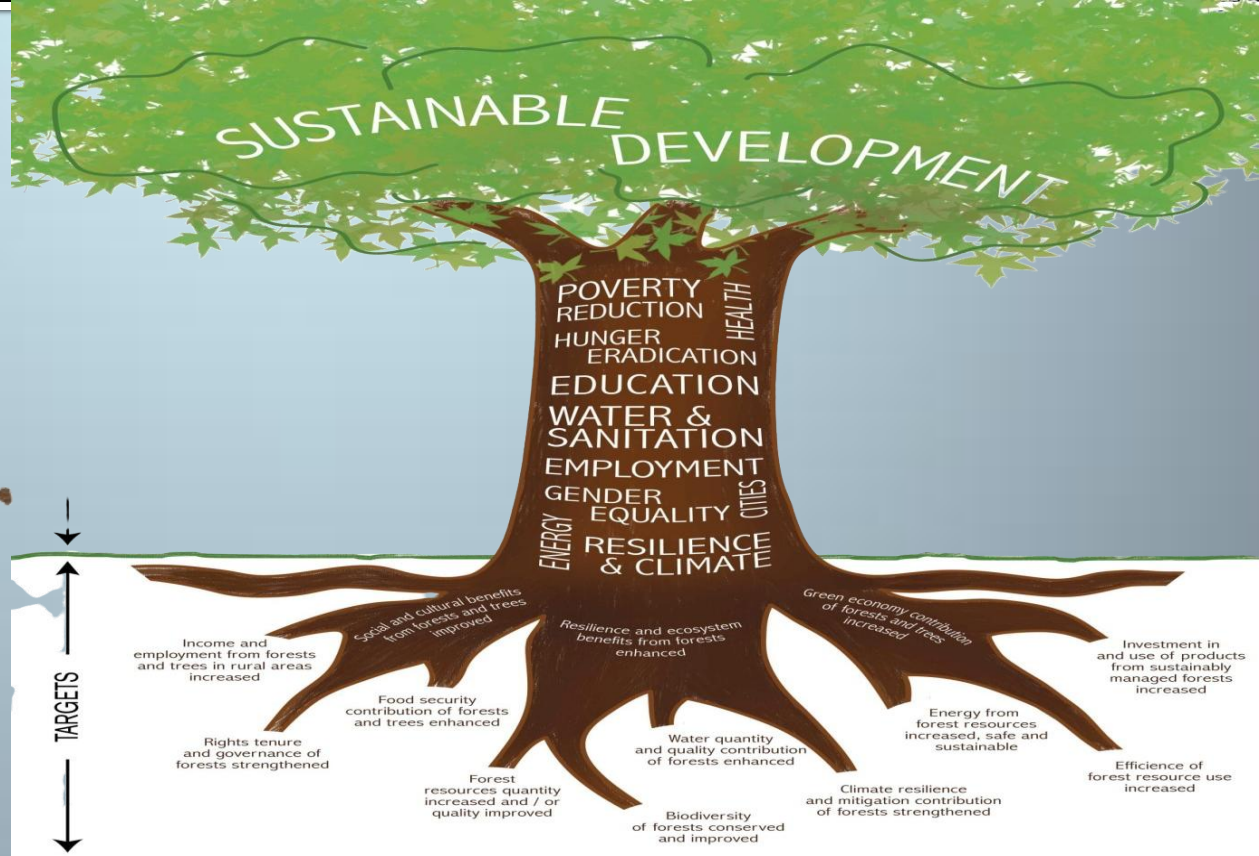 SUSTAINABLE
DEVELOPMENT
POVERTY
REDUCTION
HEALTH
HUNGER
ERADICATION
EDUCATION
WATER &
SANITATION
EMPLOYMENT
GENDER
EQUALITY
CITIES
ENERGY
RESILIENCE
& CLIMATE
TARGETS
Social and cultural benefits
from forests and trees
improved
Resilience and ecosystem
benefits from forests
enhanced
Green economy contribution
of forests and trees
increased
Income and
employment from forests
and trees in rural areas
increased
Rights tenure
and governance of
forests strengthened
Food security
contribution of forests
and trees enhanced
Forest
resources quantity
increased and / or
quality improved
Biodiversity
of forests conserved
and improved
Water quantity
and quality contribution
of forests enhanced
Climate resilience
and mitigation contribution
of forests strengthened
Energy from
forest resources
increased, safe and
sustainable
Investment in
and use of products
from sustainably
managed forests
increased
Efficience of
forest resource use
increased